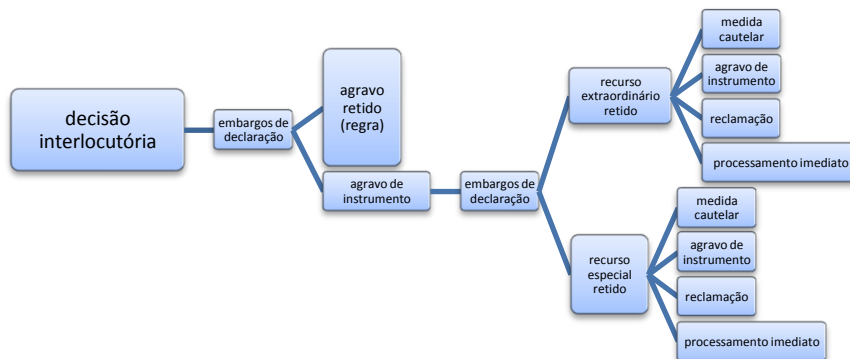 decisão
interlocutória
embargos de
declaração
agravo
retido
(regra)
agravo de
instrumento
embargos de
declaração
recurso
extraordinário
retido
medida
cautelar
agravo de
instrumento
reclamação
processamento imediato
recurso
especial
retido
medida
cautelar
agravo de
instrumento
reclamação
processamento imediato